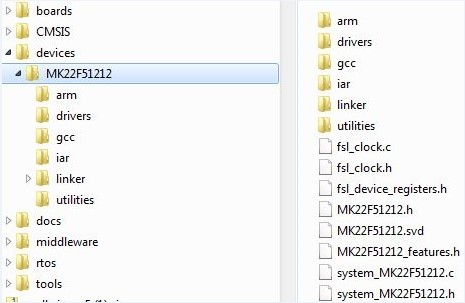 boards
CMSIS
devices
MK22F51212
arm
drivers
gcc
iar
linker
utilities
docs
middleware
rtos
tools
arm
drivers
gcc
iar
linker
utilities
fsl_clock.c
fsl_clock.h
fsl_device_registers.h
MK22F51212.h
MK22F51212.svd
MK22F51212_features.h
system_MK22F51212.c
system_MK22F51212.h